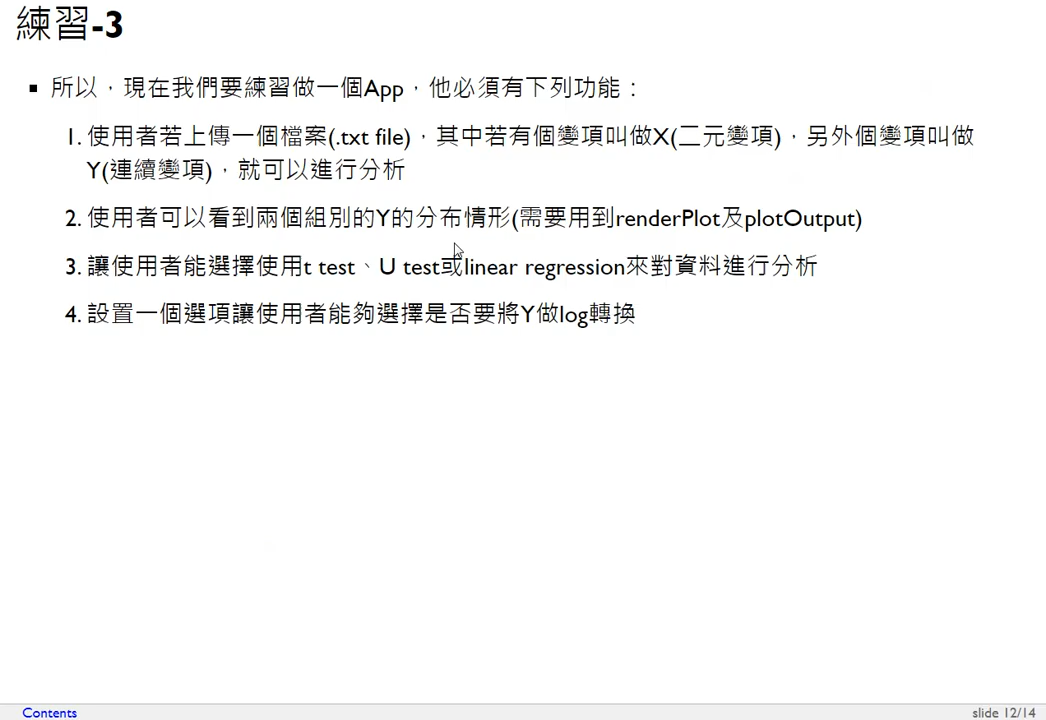 練習-3
▪ 所以，現在我們要練習做一個App，他必須有下列功能：
1. 使用者若上傳一個檔案(.txt file)，其中若有個變項叫做X(二元變項)，另外個變項叫做
Y(連續變項)，就可以進行分析
2. 使用者可以看到兩個組別的Y的分布情形(需要用到renderPlot及plotOutput)
3. 讓使用者能選擇使用t test、U test或linear regression來對資料進行分析
4. 設置一個選項讓使用者能夠選擇是否要將Y做log轉換
Contents
slide 12/14